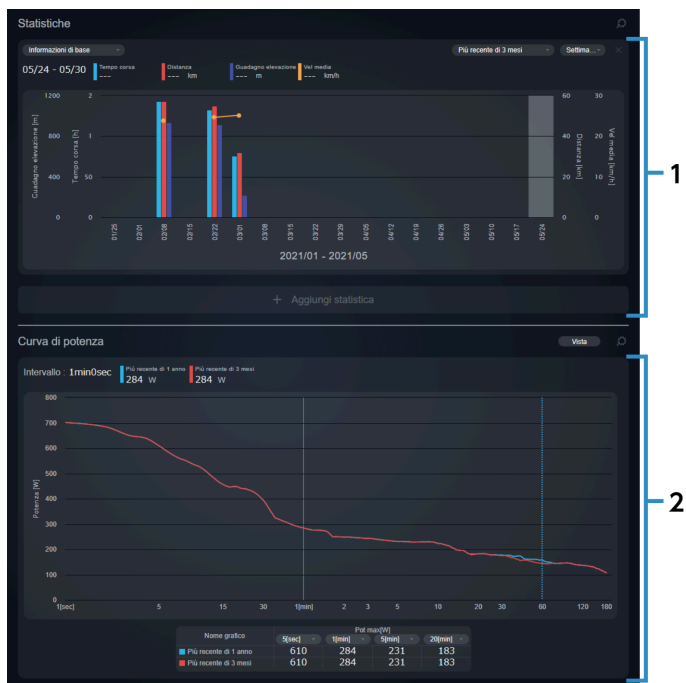 Statistiche
Informazioni di base
Più recente di 3 mesi
Settima...
05/24 - 05/30
Tempo corsa
---
Distanza
--- km
Guadagno elevazione
--- m
Vel media
--- km/h
Guadagno elevazione [m]
1200
800
400
0
Tempo corsa [h]
2
1
50
0
60
40
20
0
Distanza [km]
30
20
10
0
Vel media [km/h]
01/25
02/01
02/08
02/15
02/22
03/01
03/08
03/15
03/22
03/29
04/05
04/12
04/19
04/26
05/03
05/10
05/17
05/24
2021/01 - 2021/05
+ Aggiungi statistica
1
Curva di potenza
Vista
Intervallo : 1min0sec
Più recente di 1 anno
284 W
Più recente di 3 mesi
284 W
Potenza [W]
800
700
600
500
400
300
200
100
0
1[sec] 5 15 30 1[min] 2 3 5 10 20 30 60 120 180
Nome grafico
Pot max[W]
5[sec] 1[min] 5[min] 20[min]
Più recente di 1 anno 610 284 231 183
Più recente di 3 mesi 610 284 231 183
2